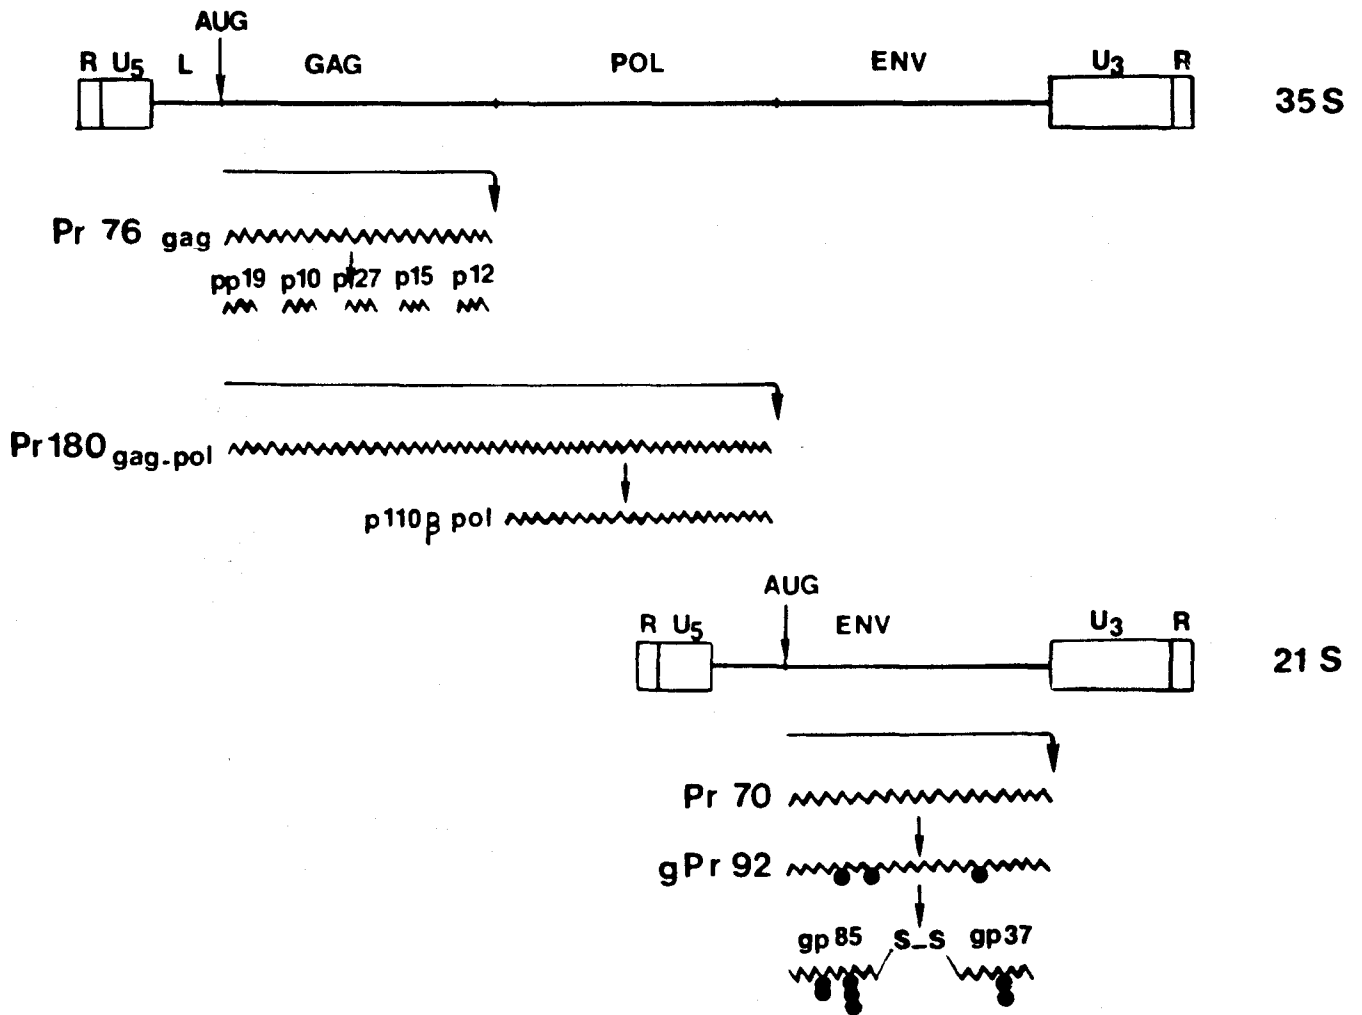 AUG
R U5 L GAG POL ENV U3 R
35 S
Pr 76 gag
pp19 p10 p27 p15 p12
Pr180 gag-pol
p110β pol
AUG
R U5 ENV U3 R
21 S
Pr 70
gPr 92
gp 85 S-S gp37